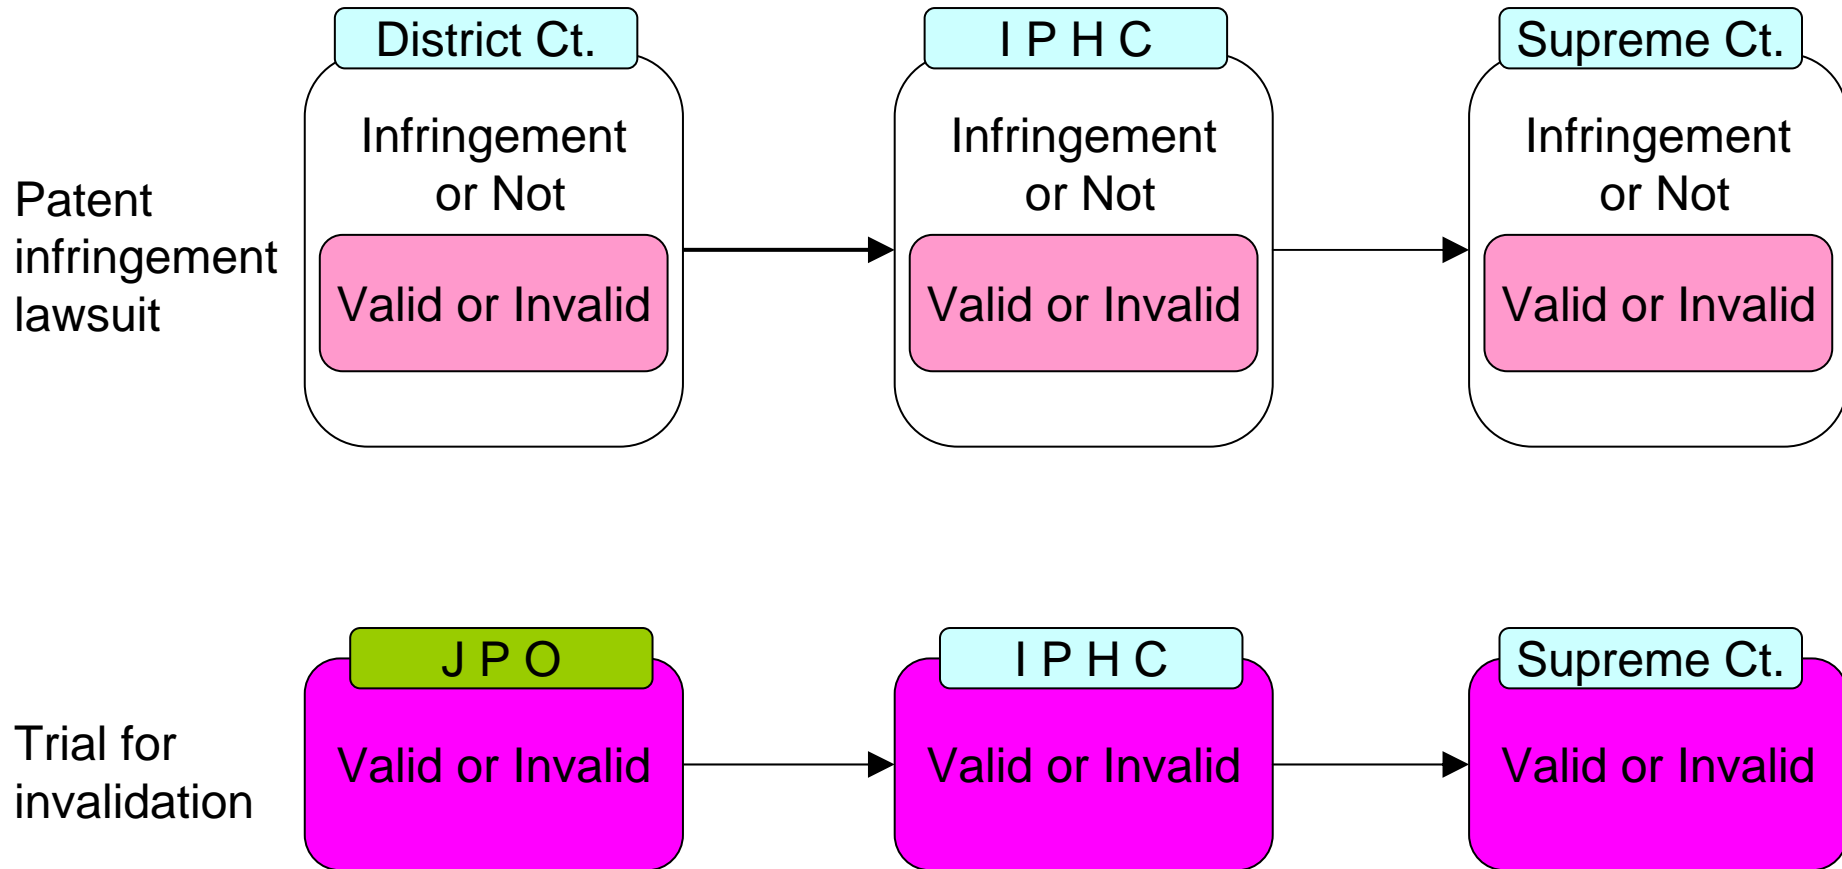 District Ct.
I P H C
Supreme Ct.
Patent
infringement
lawsuit
Infringement
or Not
Valid or Invalid
Infringement
or Not
Valid or Invalid
Infringement
or Not
Valid or Invalid
J P O
I P H C
Supreme Ct.
Trial for
invalidation
Valid or Invalid
Valid or Invalid
Valid or Invalid